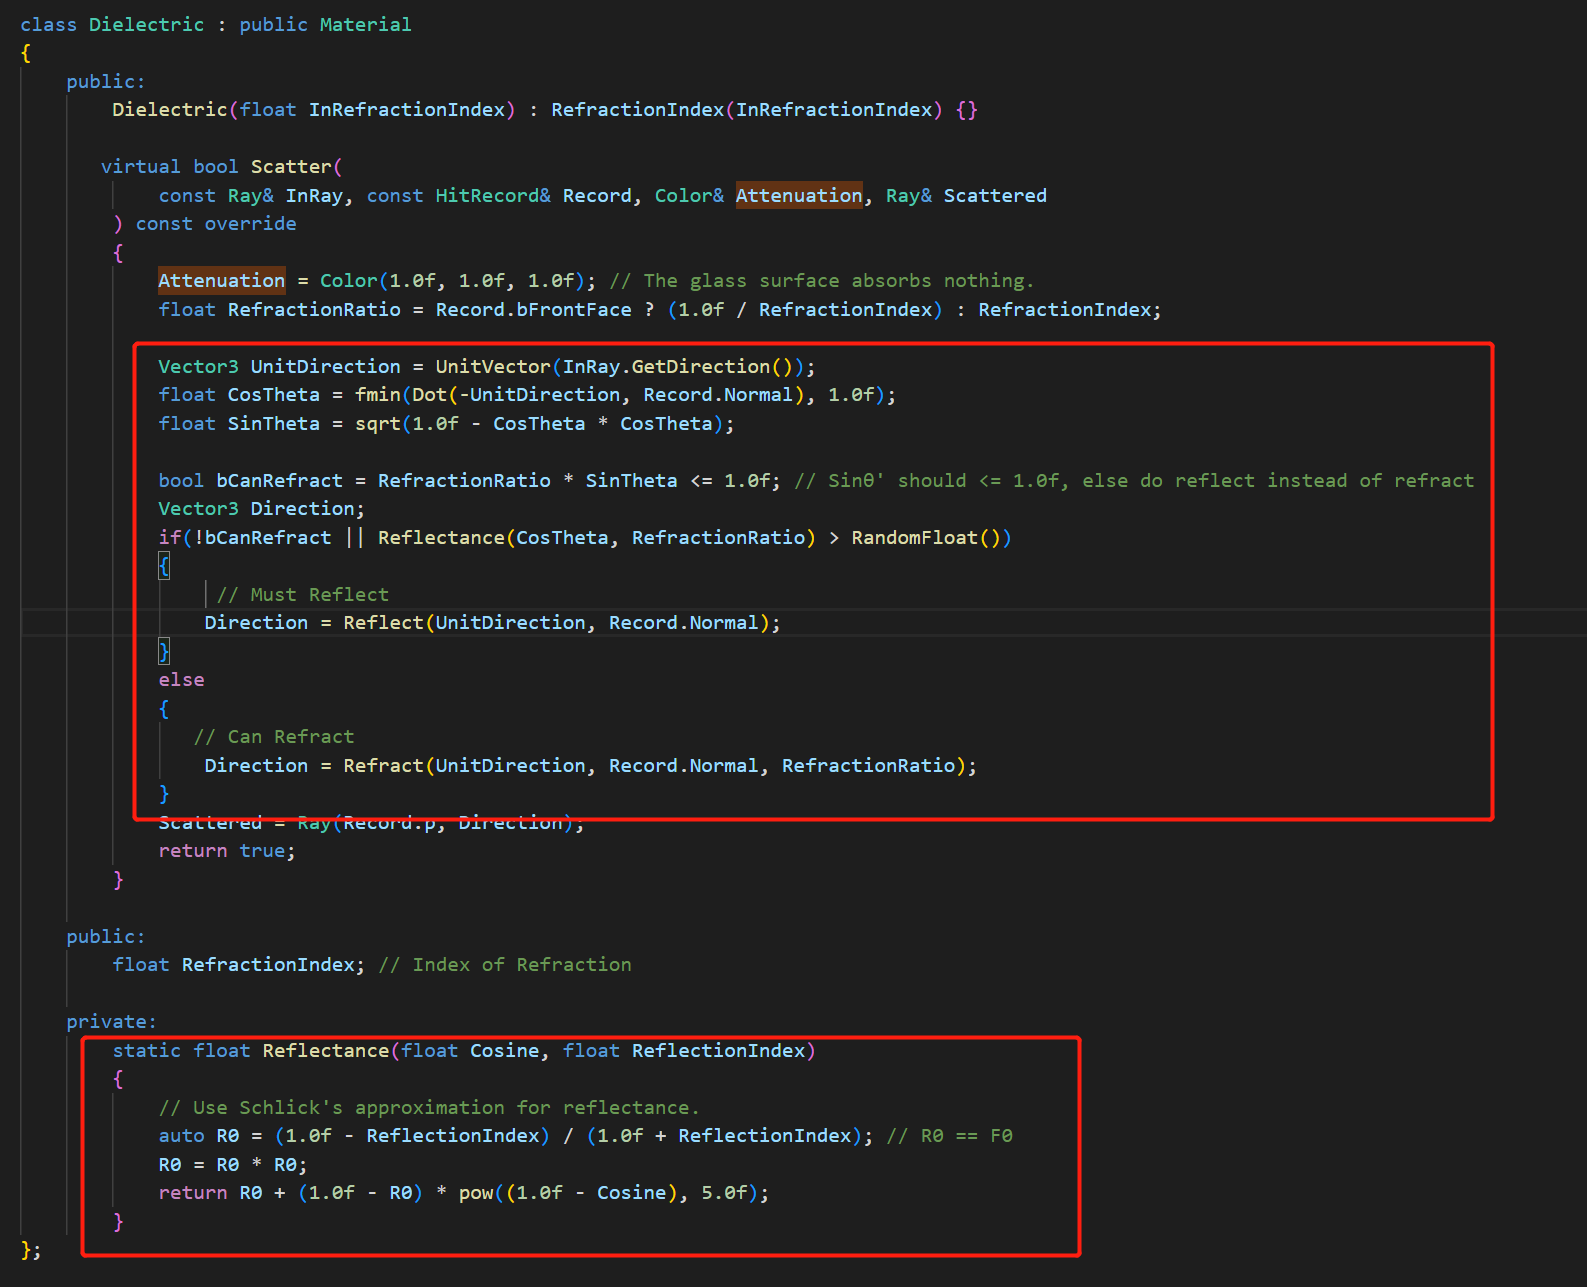 class Dielectric : public Material
{
public:
Dielectric(float InRefractionIndex) : RefractionIndex(InRefractionIndex) {}
virtual bool Scatter(
const Ray& InRay, const HitRecord& Record, Color& Attenuation, Ray& Scattered
) const override
{
Attenuation = Color(1.0f, 1.0f, 1.0f); // The glass surface absorbs nothing.
float RefractionRatio = Record.bFrontFace ? (1.0f / RefractionIndex) : RefractionIndex;
Vector3 UnitDirection = UnitVector(InRay.GetDirection());
float CosTheta = fmin(Dot(-UnitDirection, Record.Normal), 1.0f);
float SinTheta = sqrt(1.0f - CosTheta * CosTheta);
bool bCanRefract = RefractionRatio * SinTheta <= 1.0f; // Sinθ' should <= 1.0f, else do reflect instead of refract
Vector3 Direction;
if(!bCanRefract || Reflectance(CosTheta, RefractionRatio) > RandomFloat())
{
// Must Reflect
Direction = Reflect(UnitDirection, Record.Normal);
}
else
{
// Can Refract
Direction = Refract(UnitDirection, Record.Normal, RefractionRatio);
}
Scattered = Ray(Record.p, Direction);
return true;
}
public:
float RefractionIndex; // Index of Refraction
private:
static float Reflectance(float Cosine, float ReflectionIndex)
{
// Use Schlick's approximation for reflectance.
auto R0 = (1.0f - ReflectionIndex) / (1.0f + ReflectionIndex); // R0 == F0
R0 = R0 * R0;
return R0 + (1.0f - R0) * pow((1.0f - Cosine), 5.0f);
}
};